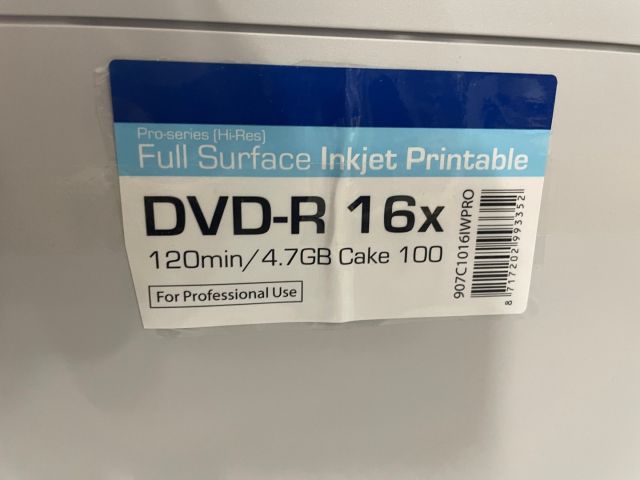 Pro-series (Hi-Res)
Full Surface Inkjet Printable
DVD-R 16x
120min/4.7GB Cake 100
For Professional Use
907C1016IWPRO
8 717202 993352